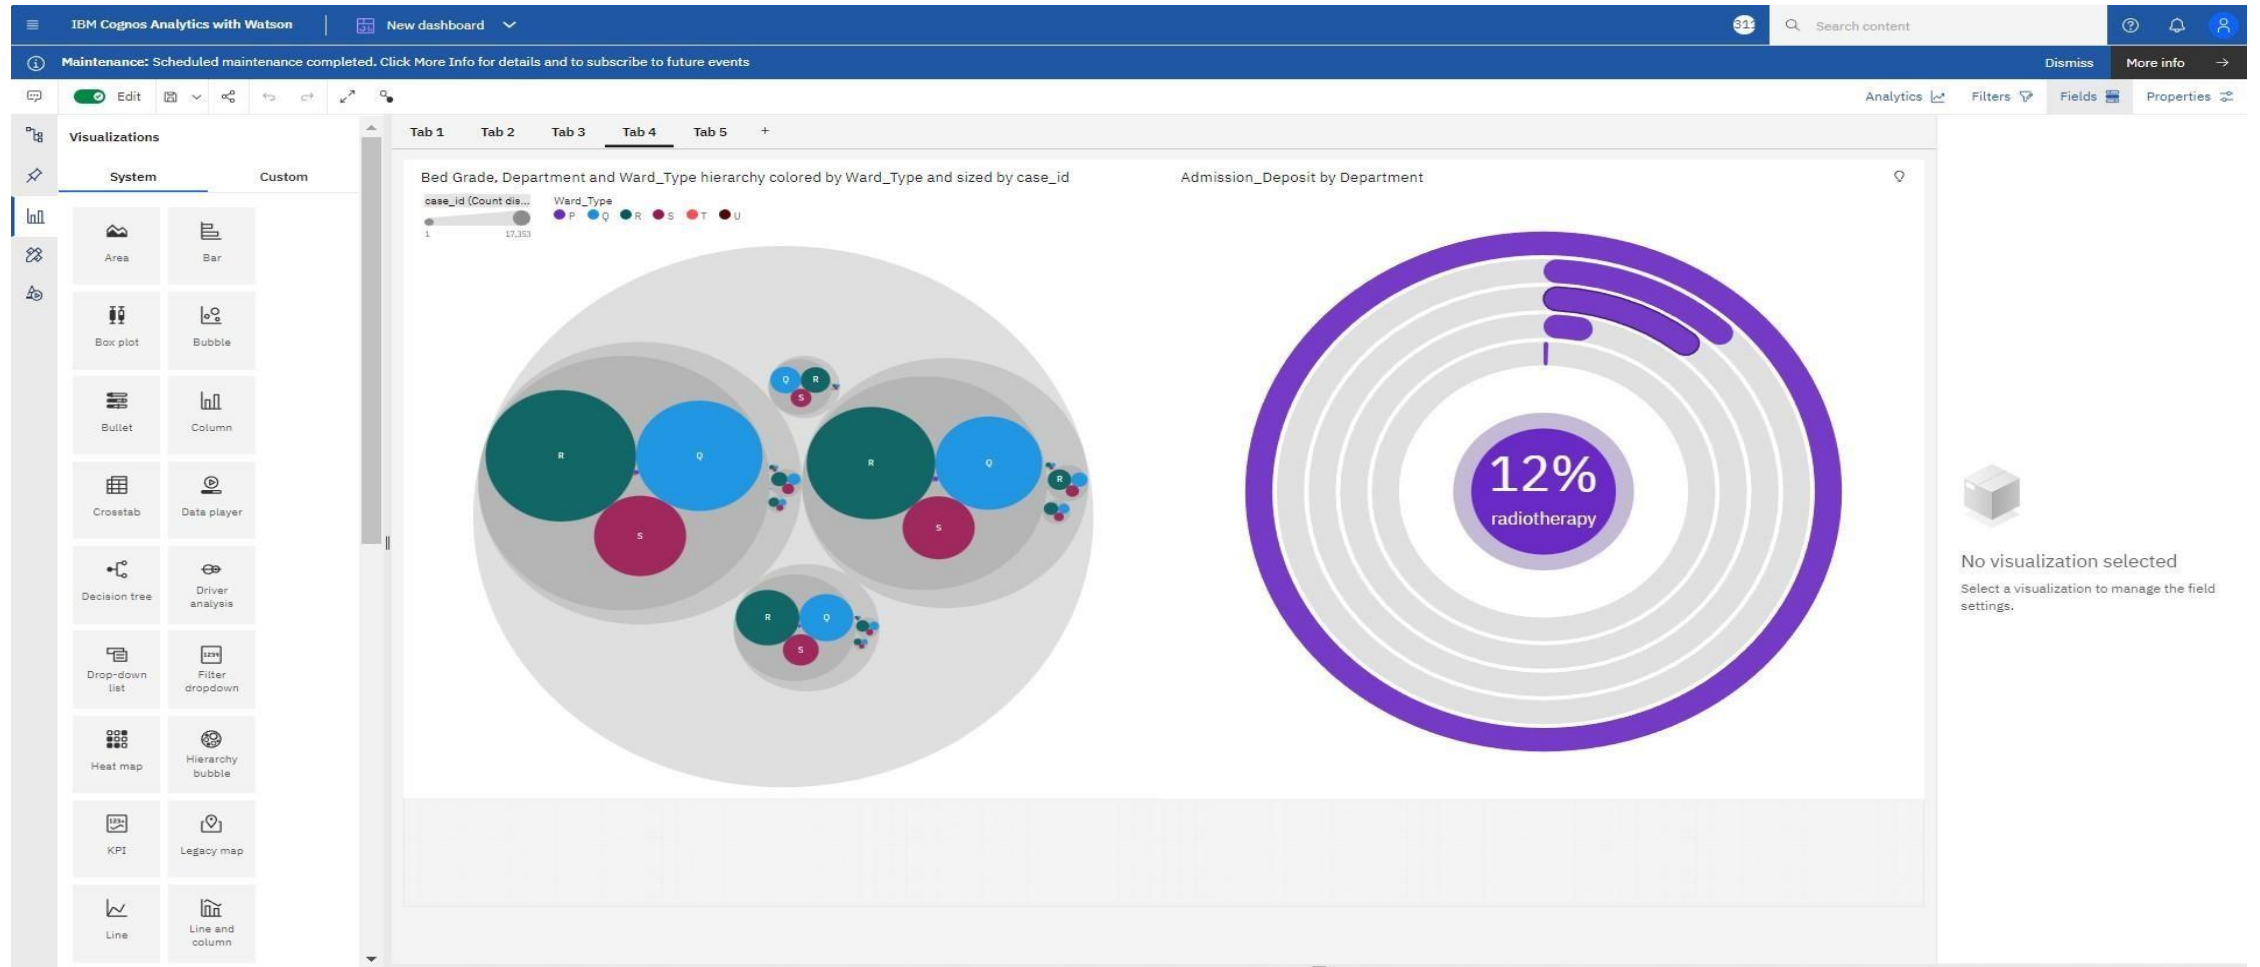 IBM Cognos Analytics with Watson
New dashboard
Search content
Maintenance: Scheduled maintenance completed. Click More Info for details and to subscribe to future events
Dismiss
More info
Edit
Analytics
Filters
Fields
Properties
Visualizations
System
Custom
Area
Bar
Box plot
Bubble
Bullet
Column
Crosstab
Data player
Decision tree
Driver
analysis
Drop-down
list
Filter
dropdown
Heat map
Hierarchy
bubble
KPI
Legacy map
Line
Line and
column
Tab 1
Tab 2
Tab 3
Tab 4
Tab 5
+
Bed Grade, Department and Ward_Type hierarchy colored by Ward_Type and sized by case_id
case_id (Count dis...
1
17,353
Ward_Type
P Q R S T U
Q R
S
R Q
S
R Q
S
R
R Q
S
Admission_Deposit by Department
12%
radiotherapy
No visualization selected
Select a visualization to manage the field
settings.